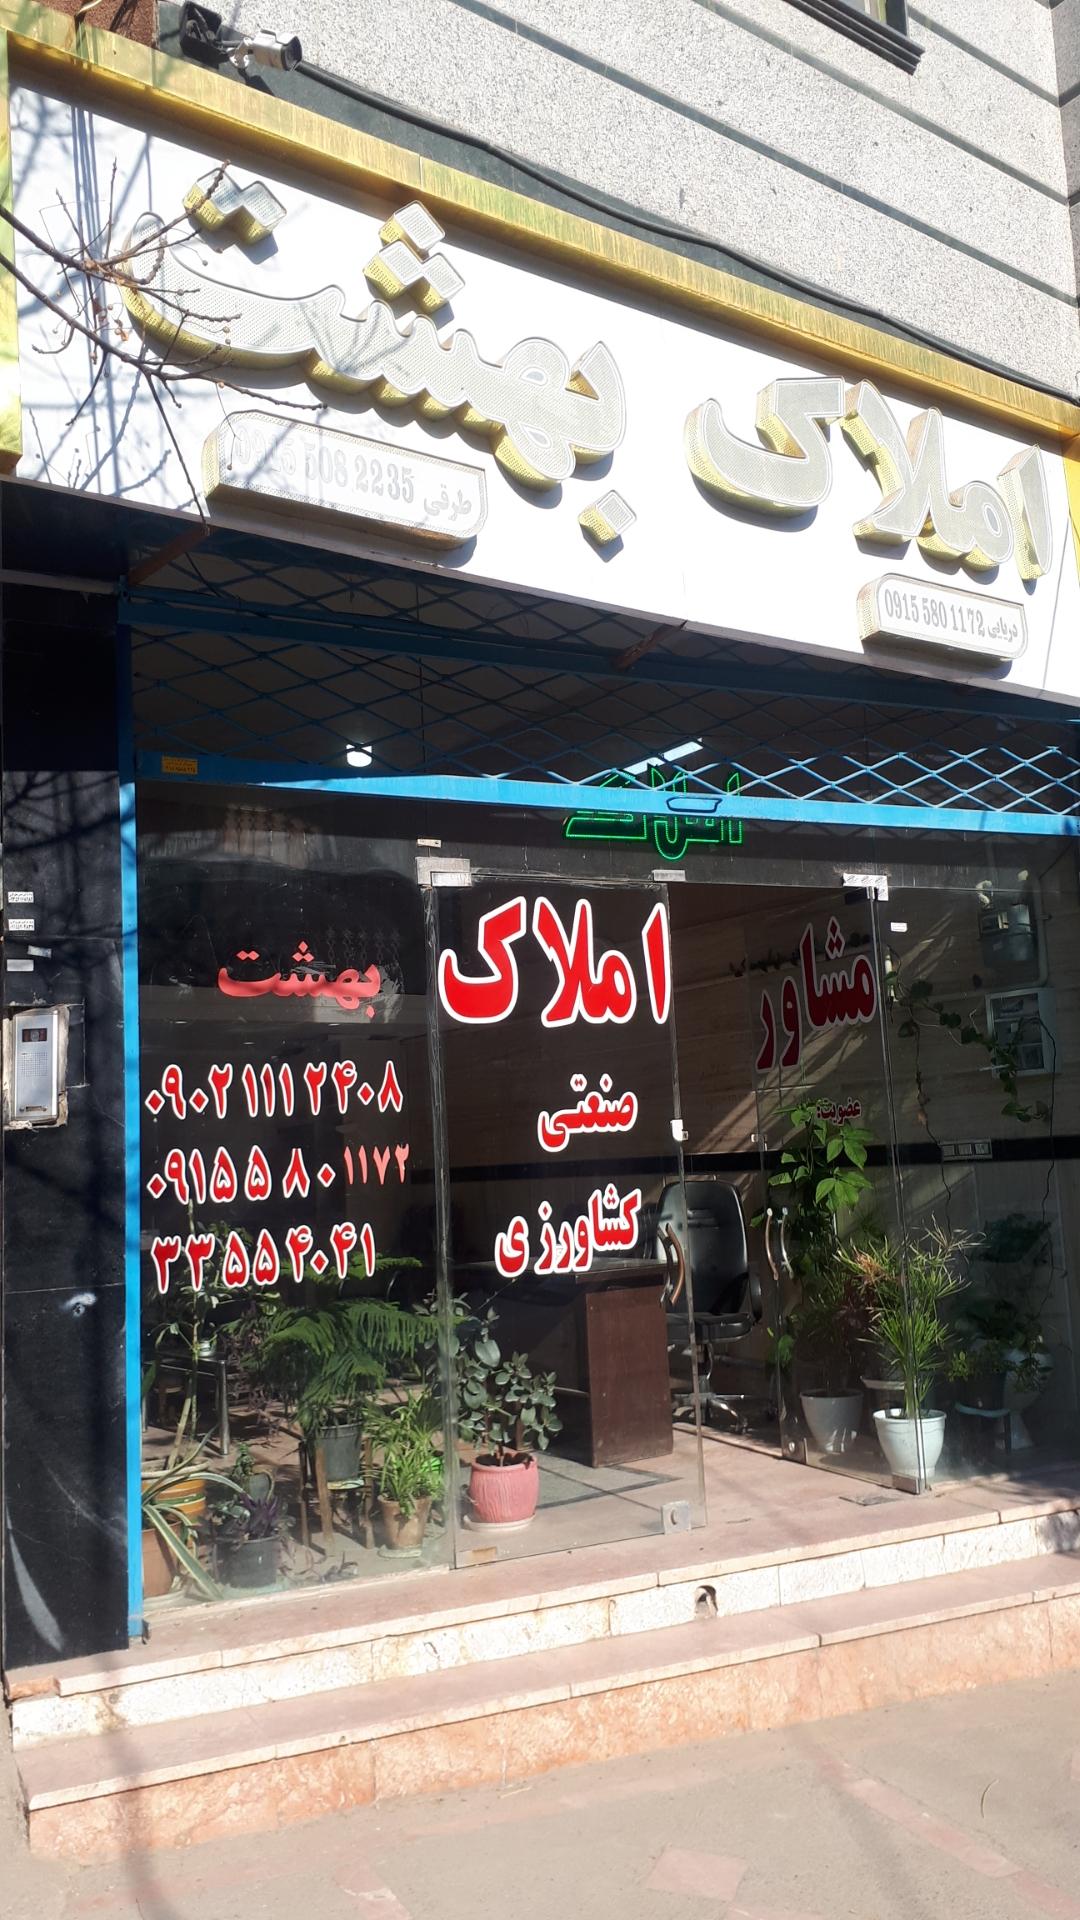 املاک بهشت
دریایی 0915 580 1172
طرقی 0915 508 2235
املاک
مشاور
املاک
بهشت
عضویت:
صنعتی
کشاورزی
۰۹۰۲۱۱۱۲۴۰۸
۰۹۱۵۵۸۰۱۱۷۲
۳۳۵۵۴۰۴۱